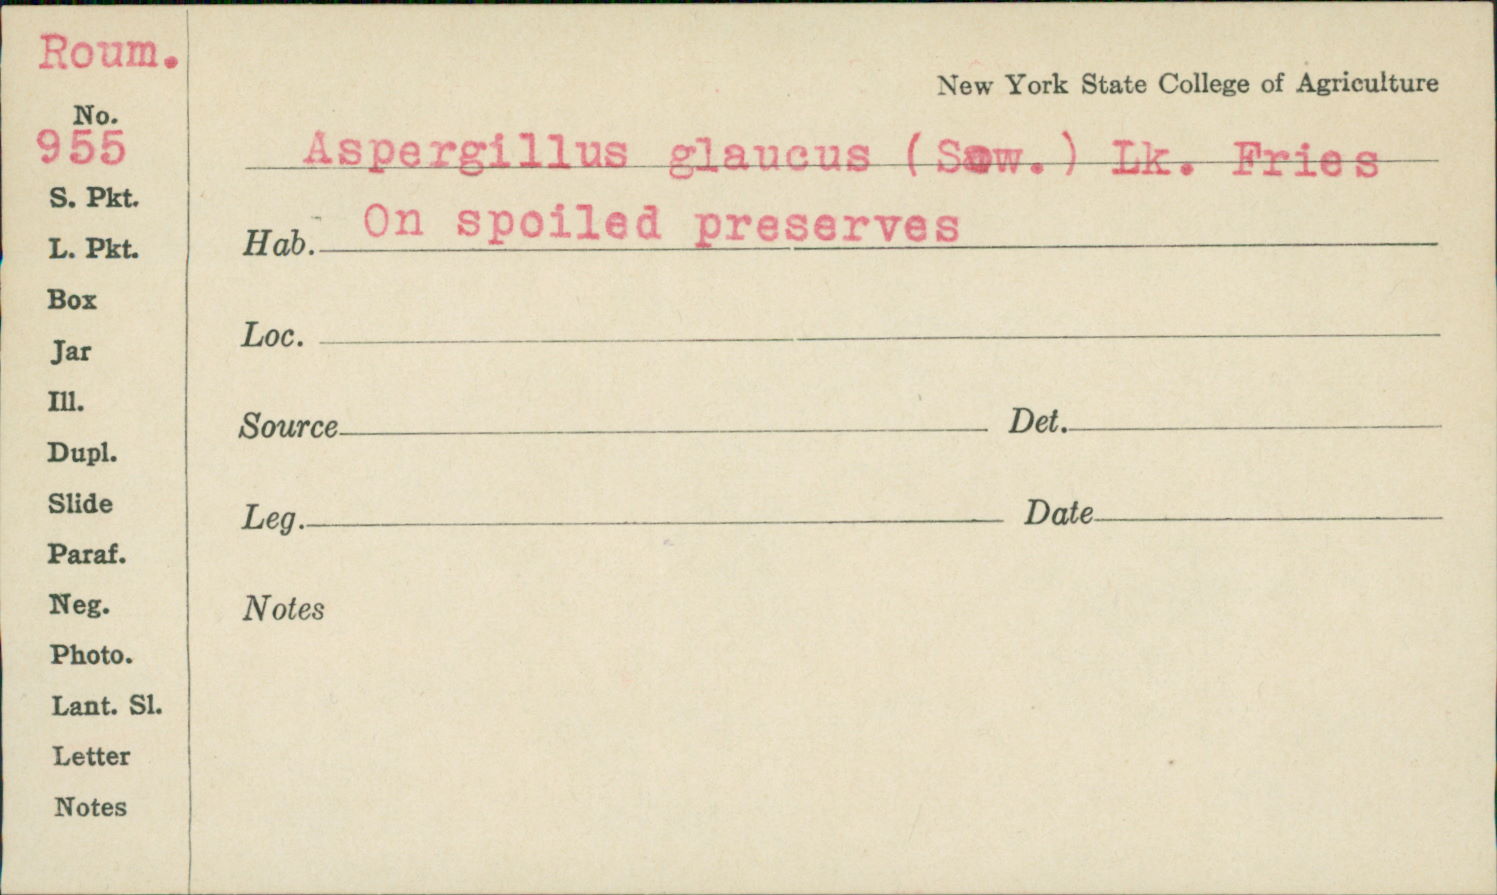 Roum.
No.
955
S. Pkt.
L. Pkt.
Box
Jar
Ill.
Dupl.
Slide
Paraf.
Neg.
Photo.
Lant. Sl.
Letter
Notes
New York State College of Agriculture
Aspergillus glaucus (Sow.) Lk. Fries
Hab. On spoiled preserves
Loc.
Source Det.
Leg. Date
Notes